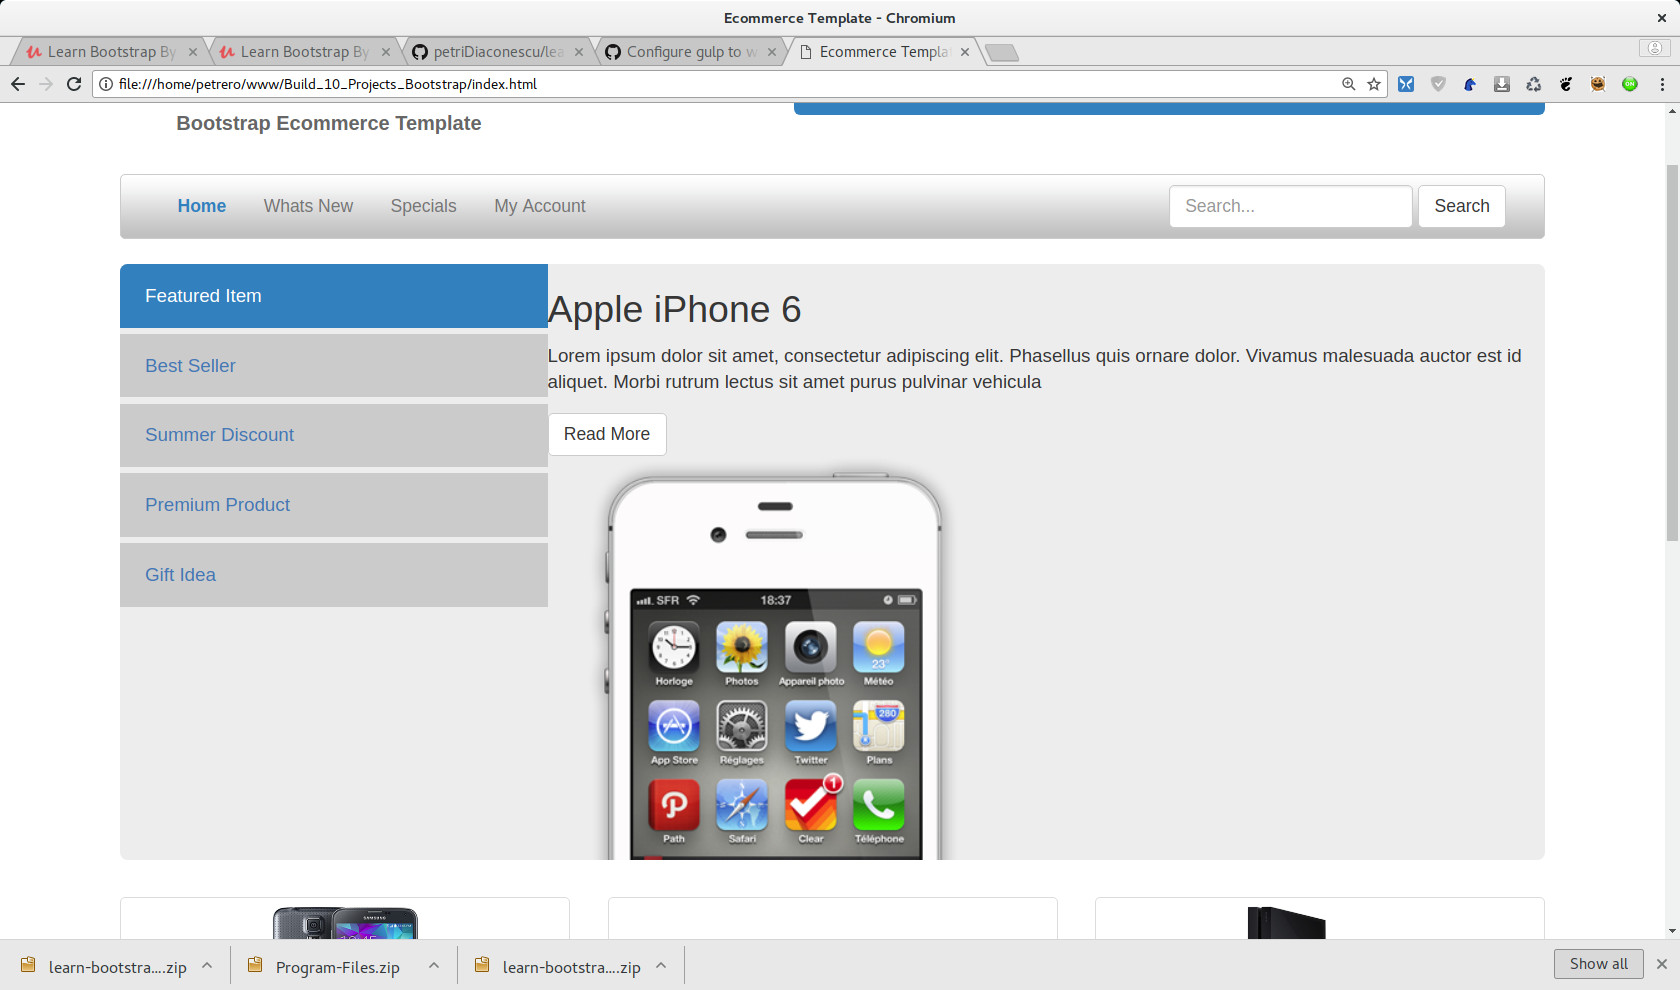 Ecommerce Template - Chromium
Learn Bootstrap By
Learn Bootstrap By
petriDiaconescu/lea
Configure gulp to w
Ecommerce Templa
file:///home/petrero/www/Build_10_Projects_Bootstrap/index.html
ON
Bootstrap Ecommerce Template
Home Whats New Specials My Account
Search... Search
Featured Item
Best Seller
Summer Discount
Premium Product
Gift Idea
Apple iPhone 6
Lorem ipsum dolor sit amet, consectetur adipiscing elit. Phasellus quis ornare dolor. Vivamus malesuada auctor est id
aliquet. Morbi rutrum lectus sit amet purus pulvinar vehicula
Read More
SFR 18:37
23°
Horloge Photos Appareil photo Météo
280
App Store Réglages Twitter Plans
1
Path Safari Clear Téléphone
SAMSUNG
learn-bootstra....zip
Program-Files.zip
learn-bootstra....zip
Show all